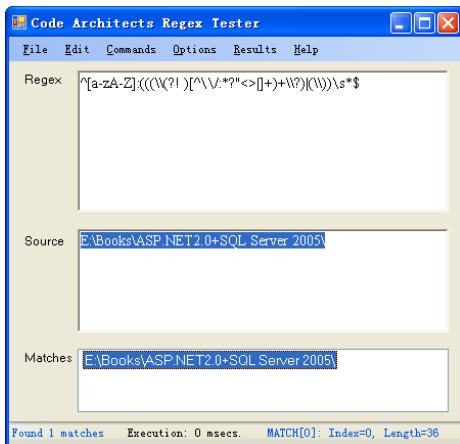 Code Architects Regex Tester
File Edit Commands Options Results Help
Regex
^[a-zA-Z]:(((\\(?! )[^\\/:*?"<>|]+)+\\?)|(\\))\s*$
Source
E:\Books\ASP.NET2.0+SQL Server 2005\
Matches
E:\Books\ASP.NET2.0+SQL Server 2005\
Found 1 matches Execution: 0 msecs. MATCH[0]: Index=0, Length=36